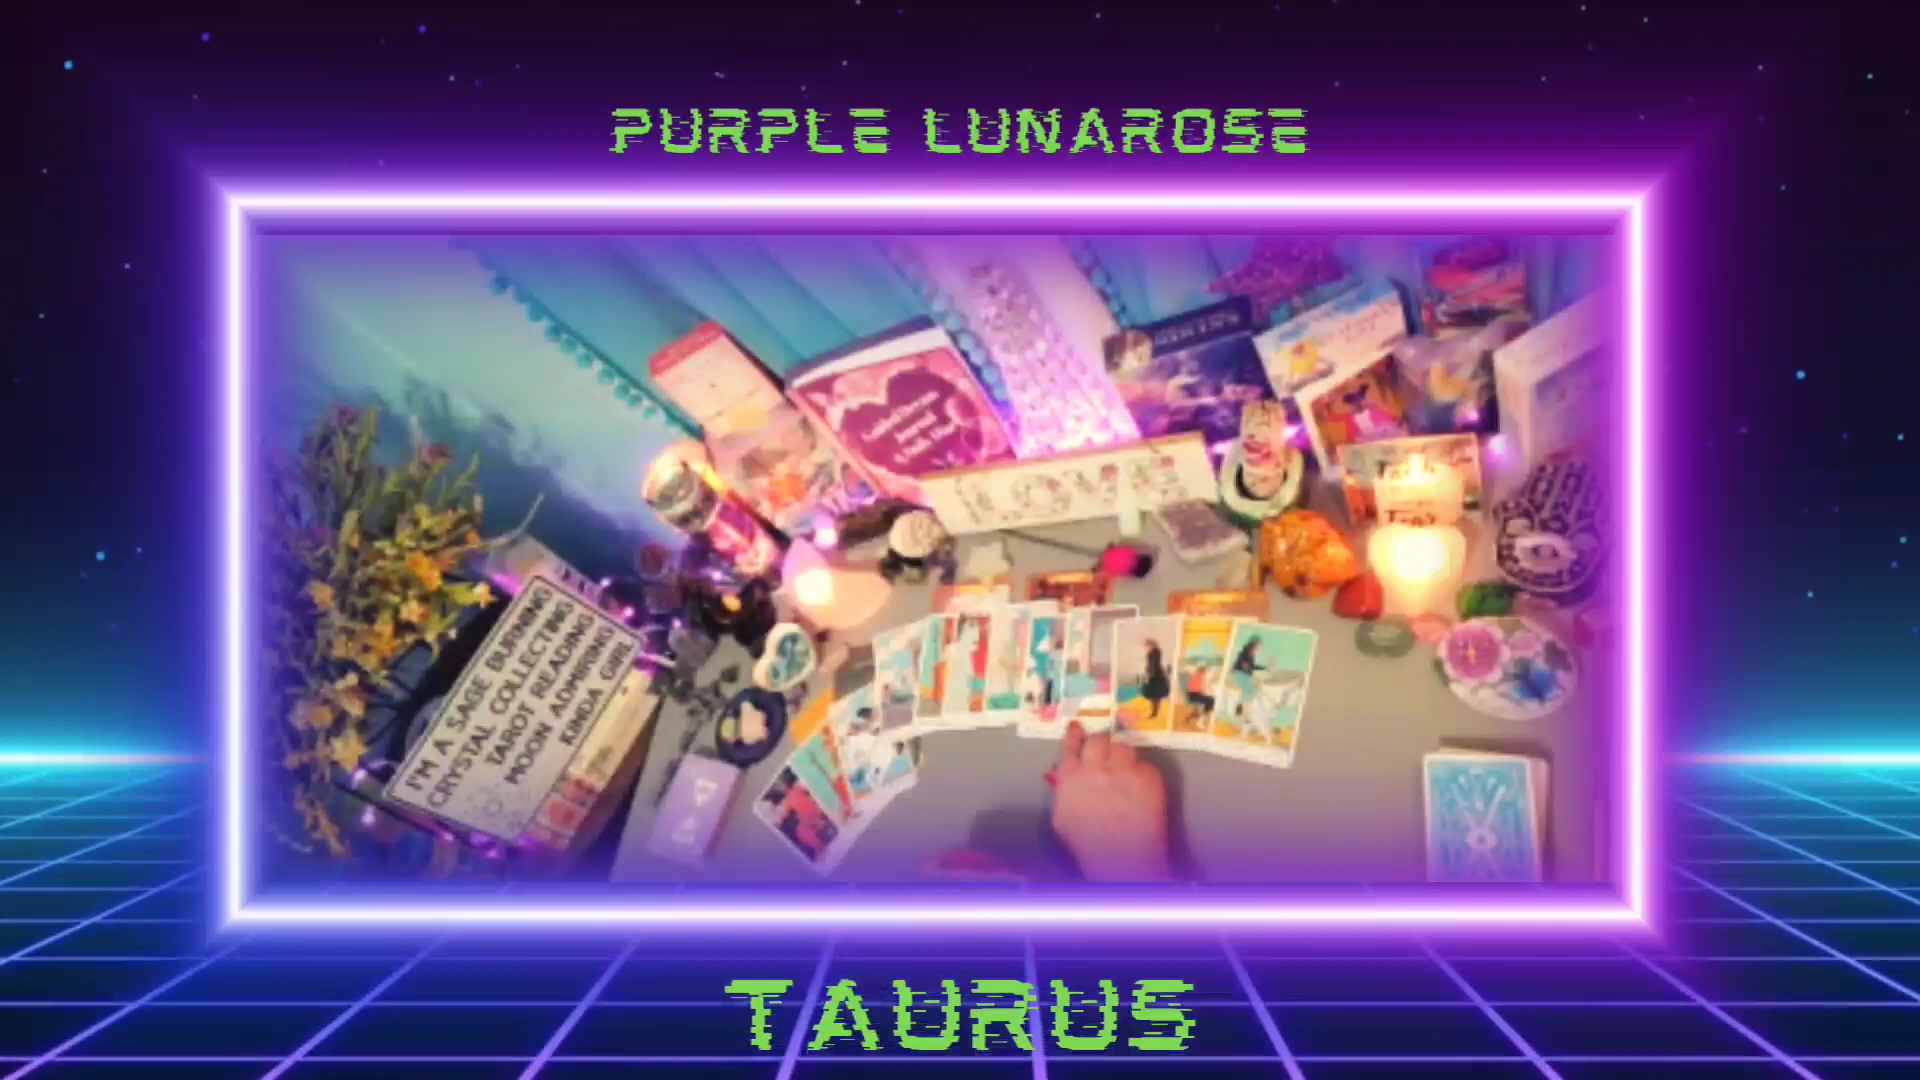 PURPLE LUNAROSE
LOVE
I'M A SAGE BURNING
CRYSTAL COLLECTING
TAROT READING
MOON ADMIRING
KINDA GIRL
TAURUS